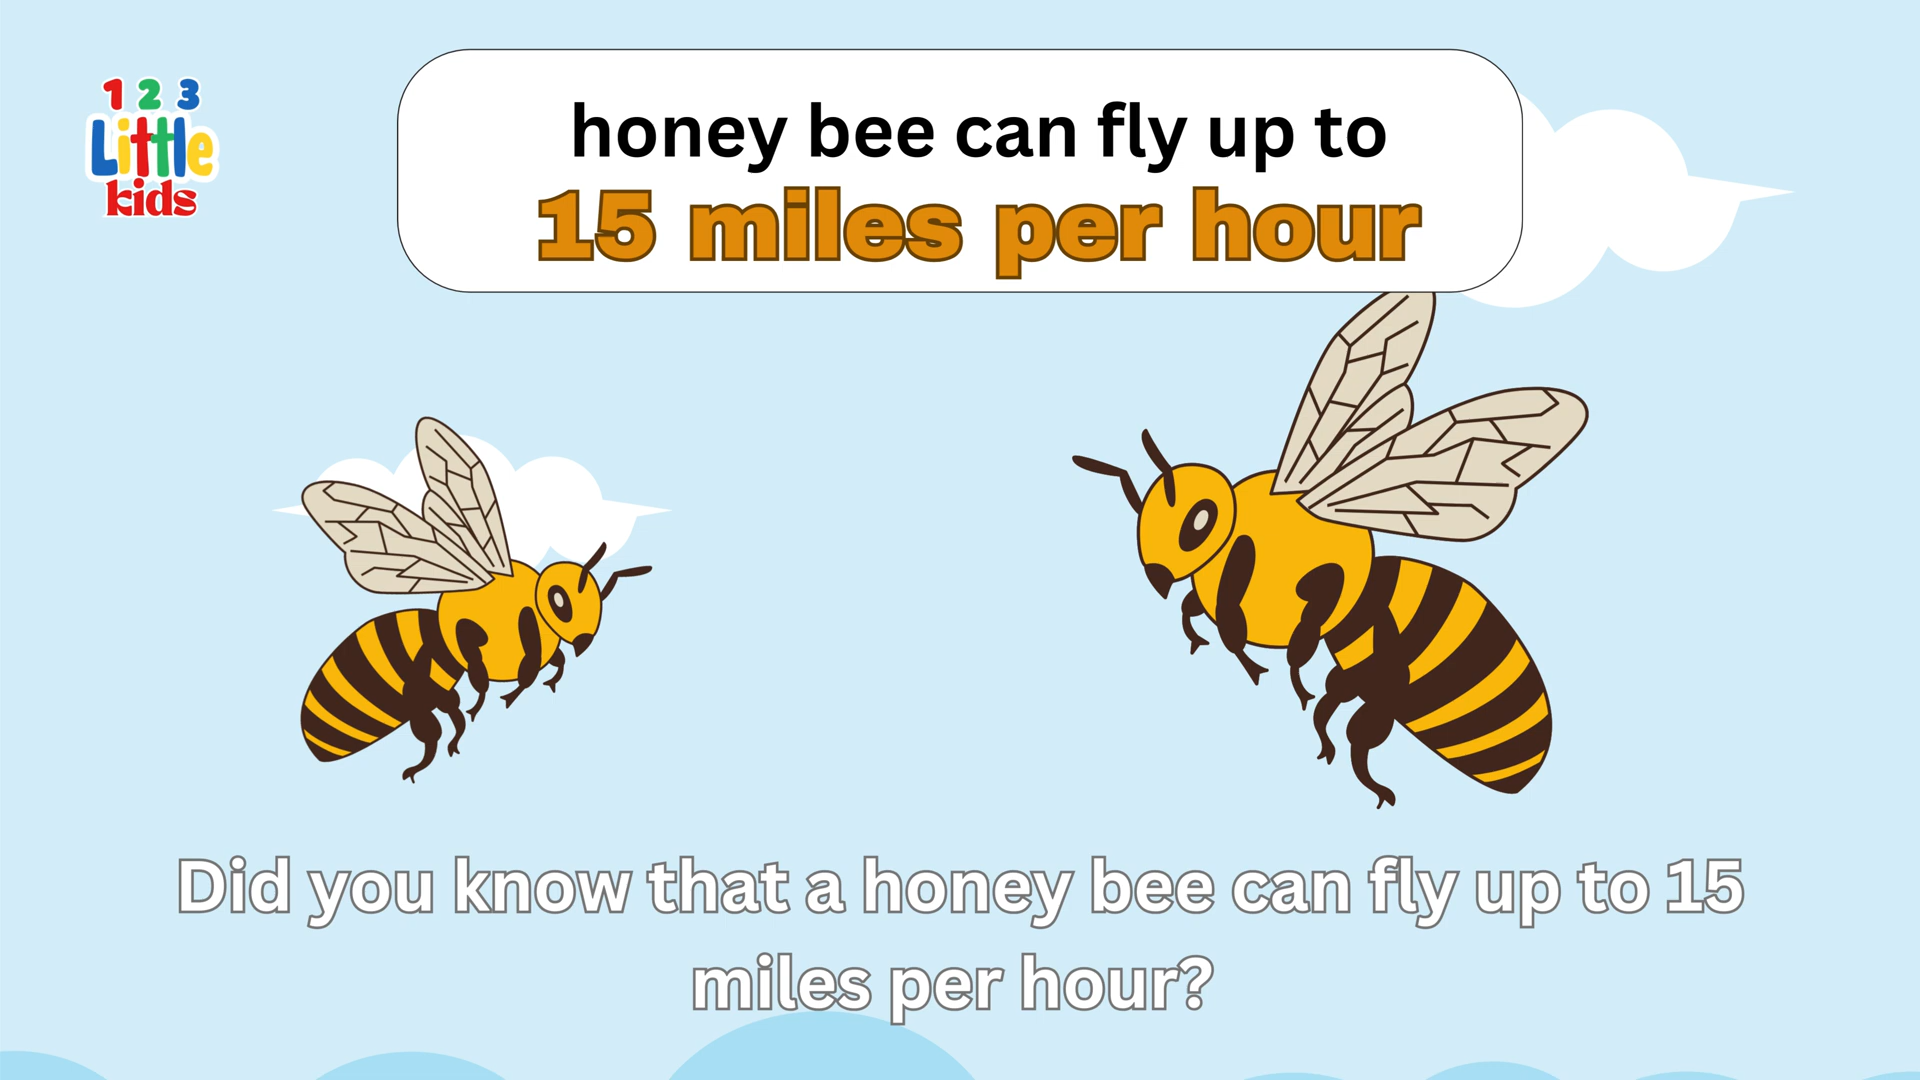 1 2 3
Little
kids
honey bee can fly up to
15 miles per hour
Did you know that a honey bee can fly up to 15
miles per hour?